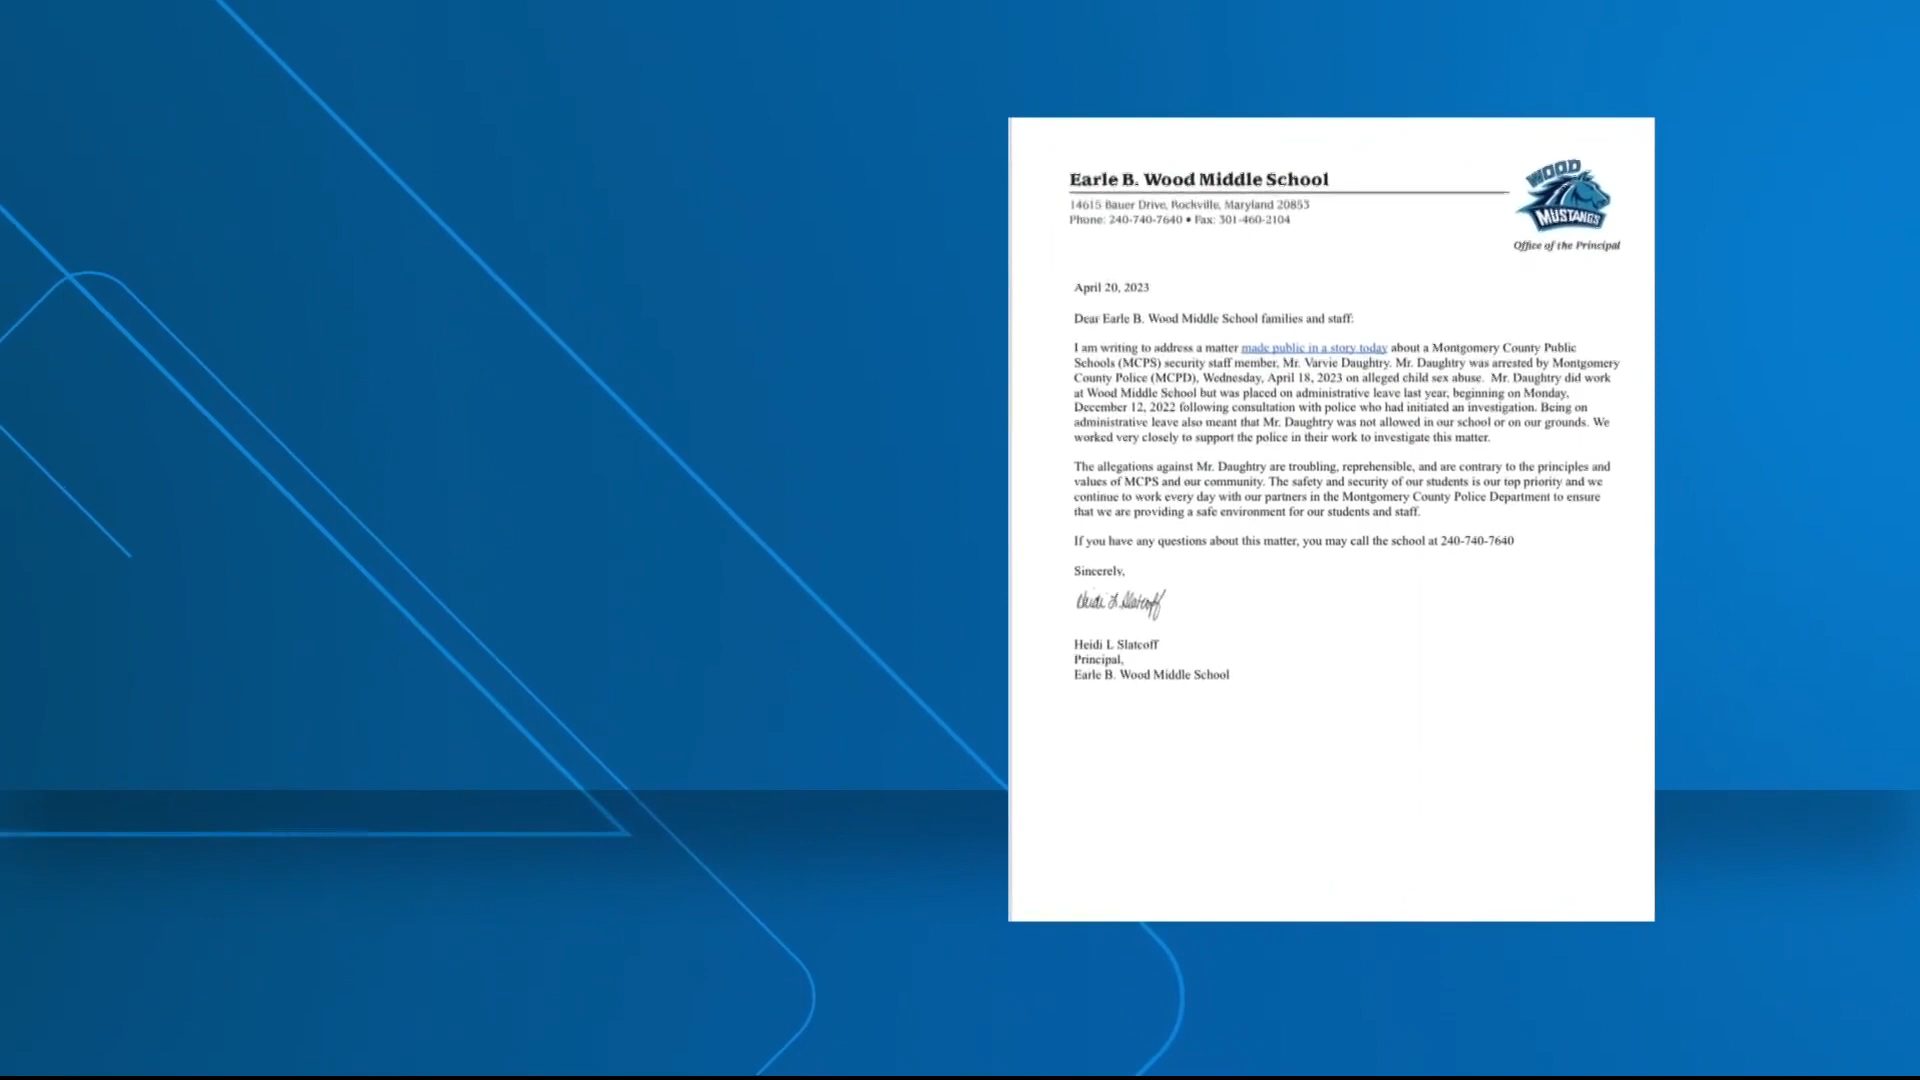 Earle B. Wood Middle School
14615 Bauer Drive, Rockville, Maryland 20853
Phone: 240-740-7640 • Fax: 301-460-2104
WOOD
MUSTANGS
Office of the Principal
April 20, 2023
Dear Earle B. Wood Middle School families and staff:
I am writing to address a matter made public in a story today about a Montgomery County Public
Schools (MCPS) security staff member, Mr. Varvie Daughtry. Mr. Daughtry was arrested by Montgomery
County Police (MCPD), Wednesday, April 18, 2023 on alleged child sex abuse. Mr. Daughtry did work
at Wood Middle School but was placed on administrative leave last year, beginning on Monday,
December 12, 2022 following consultation with police who had initiated an investigation. Being on
administrative leave also meant that Mr. Daughtry was not allowed in our school or on our grounds. We
worked very closely to support the police in their work to investigate this matter.
The allegations against Mr. Daughtry are troubling, reprehensible, and are contrary to the principles and
values of MCPS and our community. The safety and security of our students is our top priority and we
continue to work every day with our partners in the Montgomery County Police Department to ensure
that we are providing a safe environment for our students and staff.
If you have any questions about this matter, you may call the school at 240-740-7640
Sincerely,
Heidi L Slatcoff
Heidi L Slatcoff
Principal,
Earle B. Wood Middle School